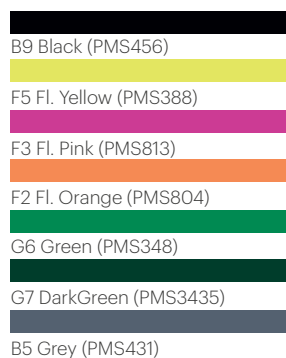 B9 Black (PMS456)
F5 Fl. Yellow (PMS388)
F3 Fl. Pink (PMS813)
F2 Fl. Orange (PMS804)
G6 Green (PMS348)
G7 DarkGreen (PMS3435)
B5 Grey (PMS431)